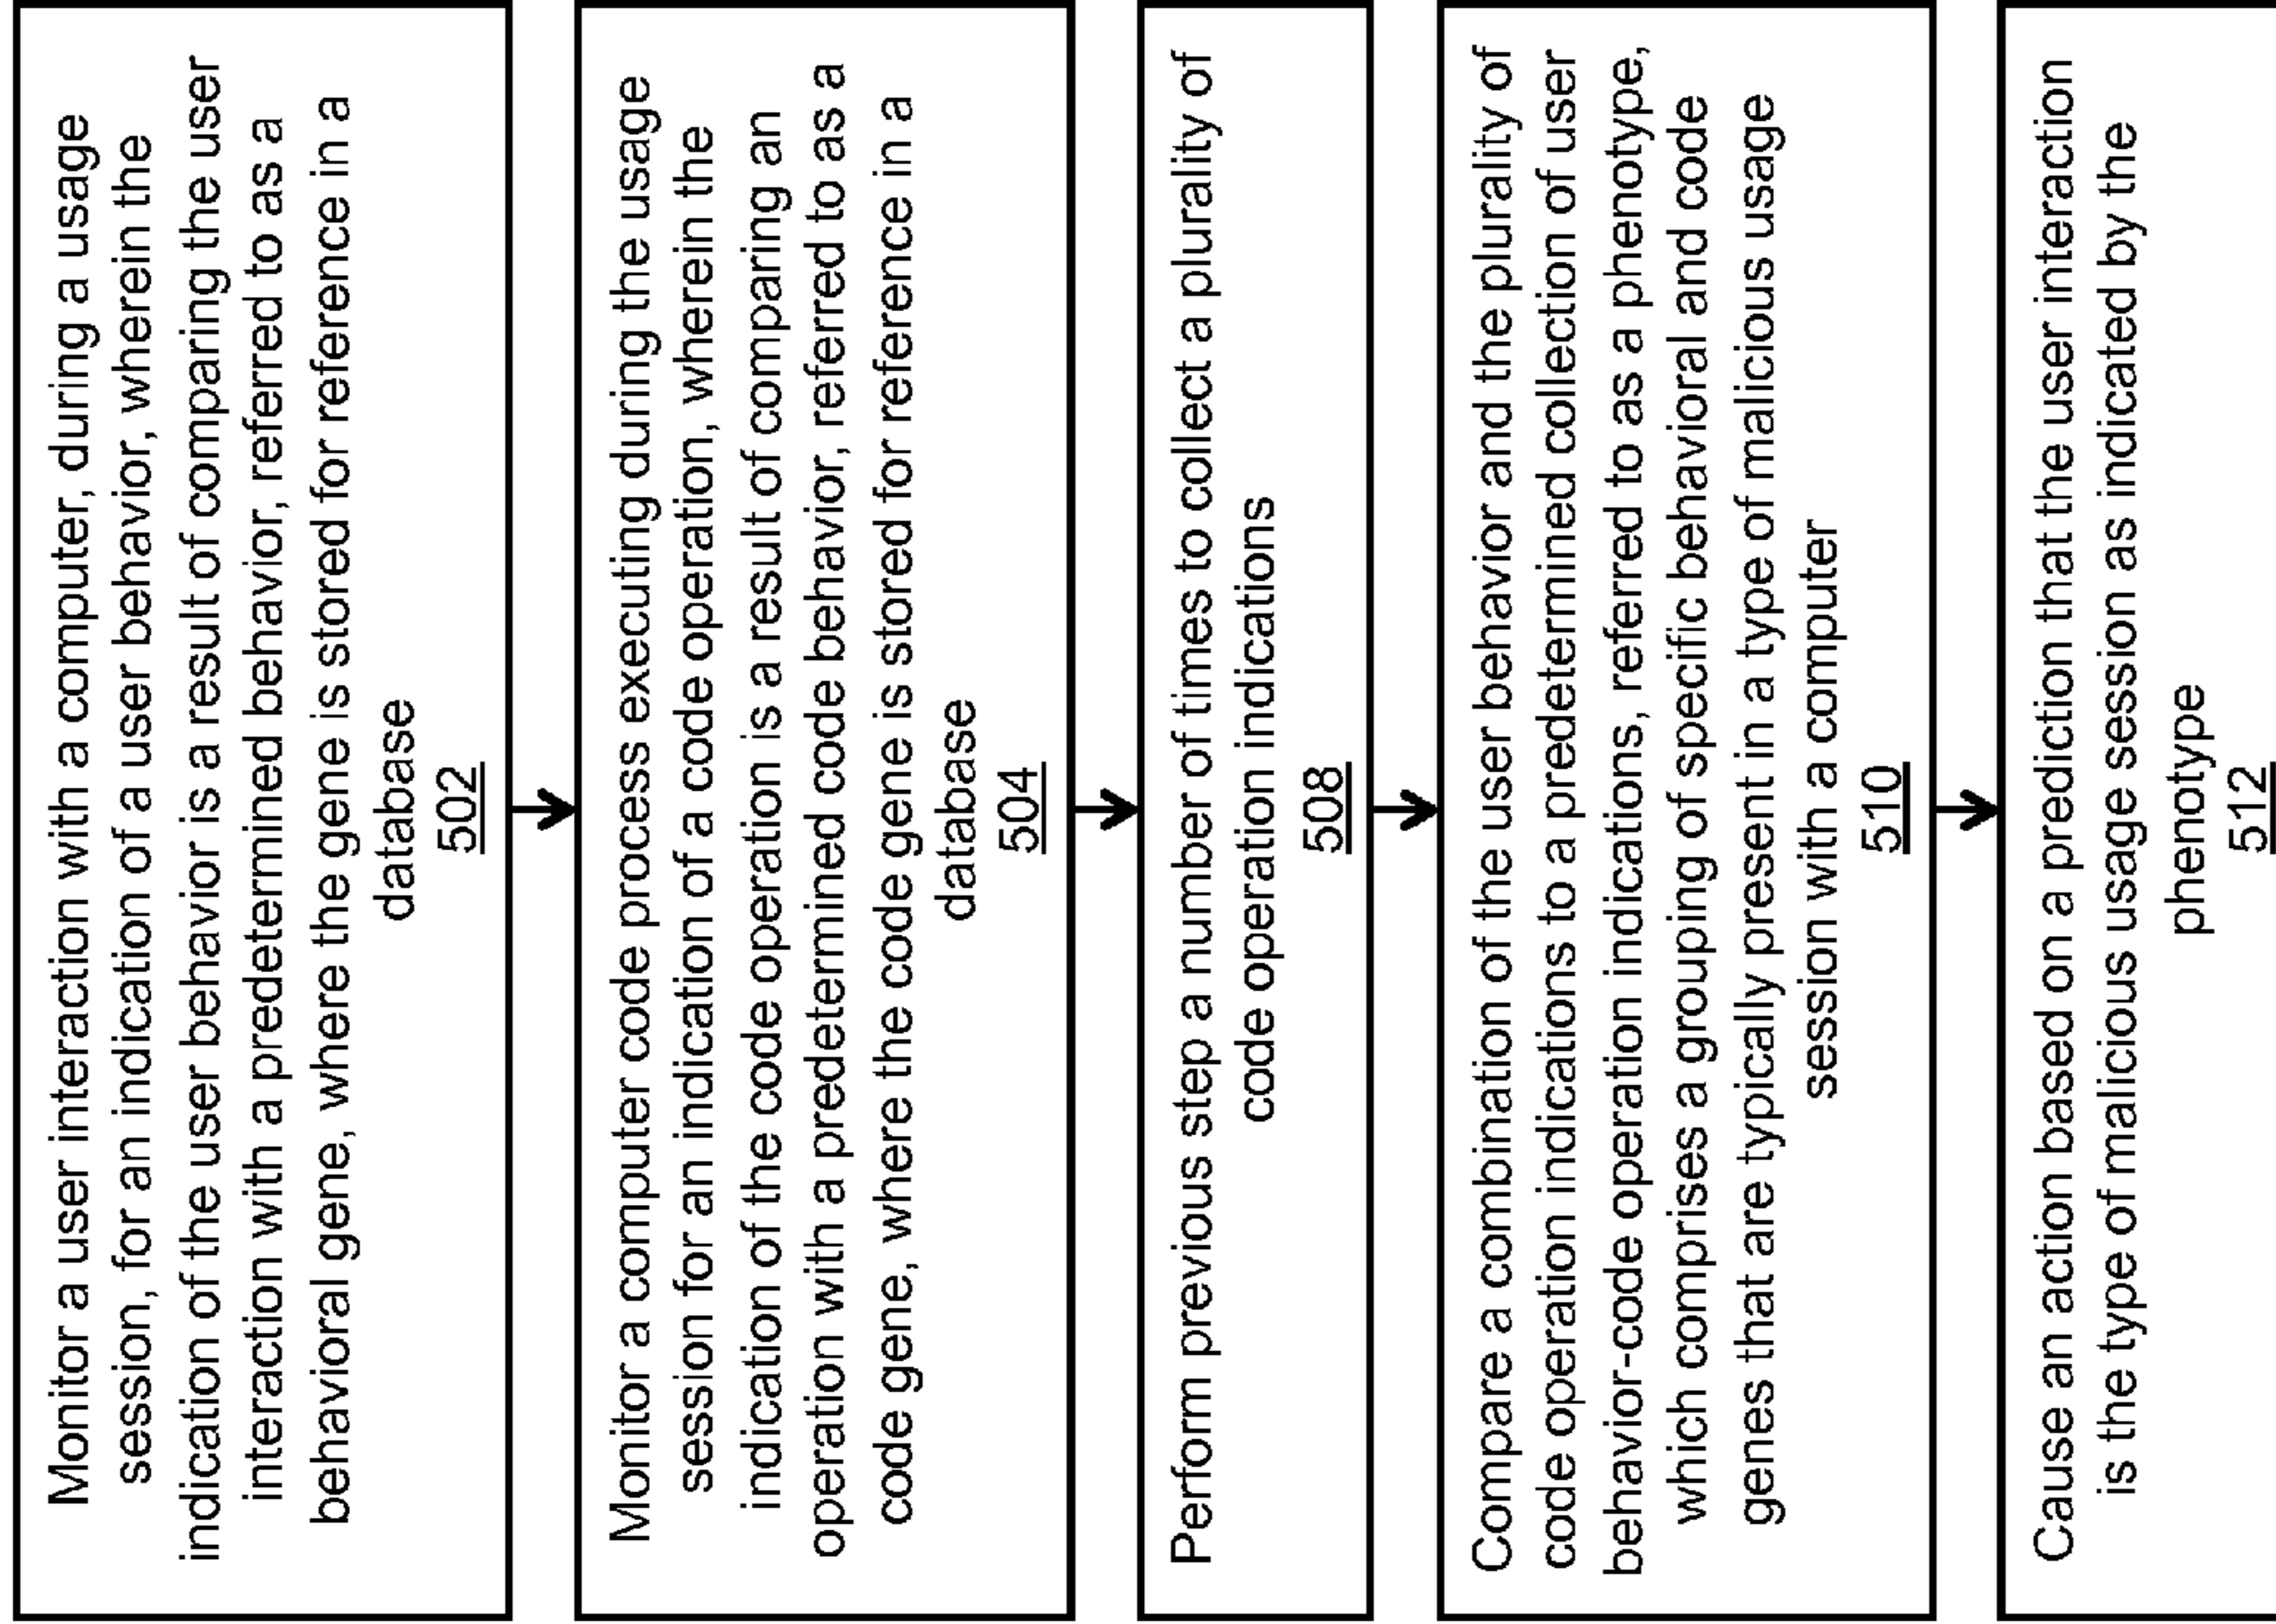 Monitor a user interaction with a computer, during a usage
session, for an indication of a user behavior, wherein the
indication of the user behavior is a result of comparing the user
interaction with a predetermined behavior, referred to as a
behavioral gene, where the gene is stored for reference in a
database
502
Monitor a computer code process executing during the usage
session for an indication of a code operation, wherein the
indication of the code operation is a result of comparing an
operation with a predetermined code behavior, referred to as a
code gene, where the code gene is stored for reference in a
database
504
Perform previous step a number of times to collect a plurality of
code operation indications
508
Compare a combination of the user behavior and the plurality of
code operation indications to a predetermined collection of user
behavior-code operation indications, referred to as a phenotype,
which comprises a grouping of specific behavioral and code
genes that are typically present in a type of malicious usage
session with a computer
510
Cause an action based on a prediction that the user interaction
is the type of malicious usage session as indicated by the
phenotype
512